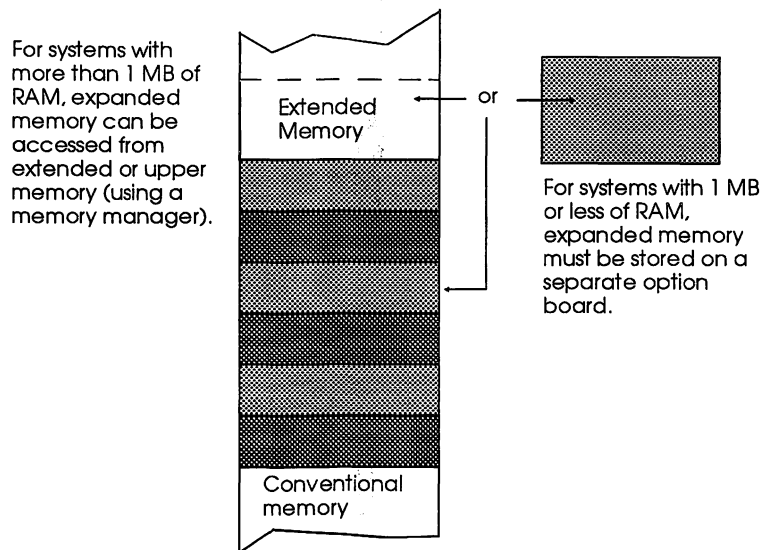 For systems with
more than 1 MB of
RAM, expanded
memory can be
accessed from
extended or upper
memory (using a
memory manager).
Extended
Memory
or
For systems with 1 MB
or less of RAM,
expanded memory
must be stored on a
separate option
board.
Conventional
memory